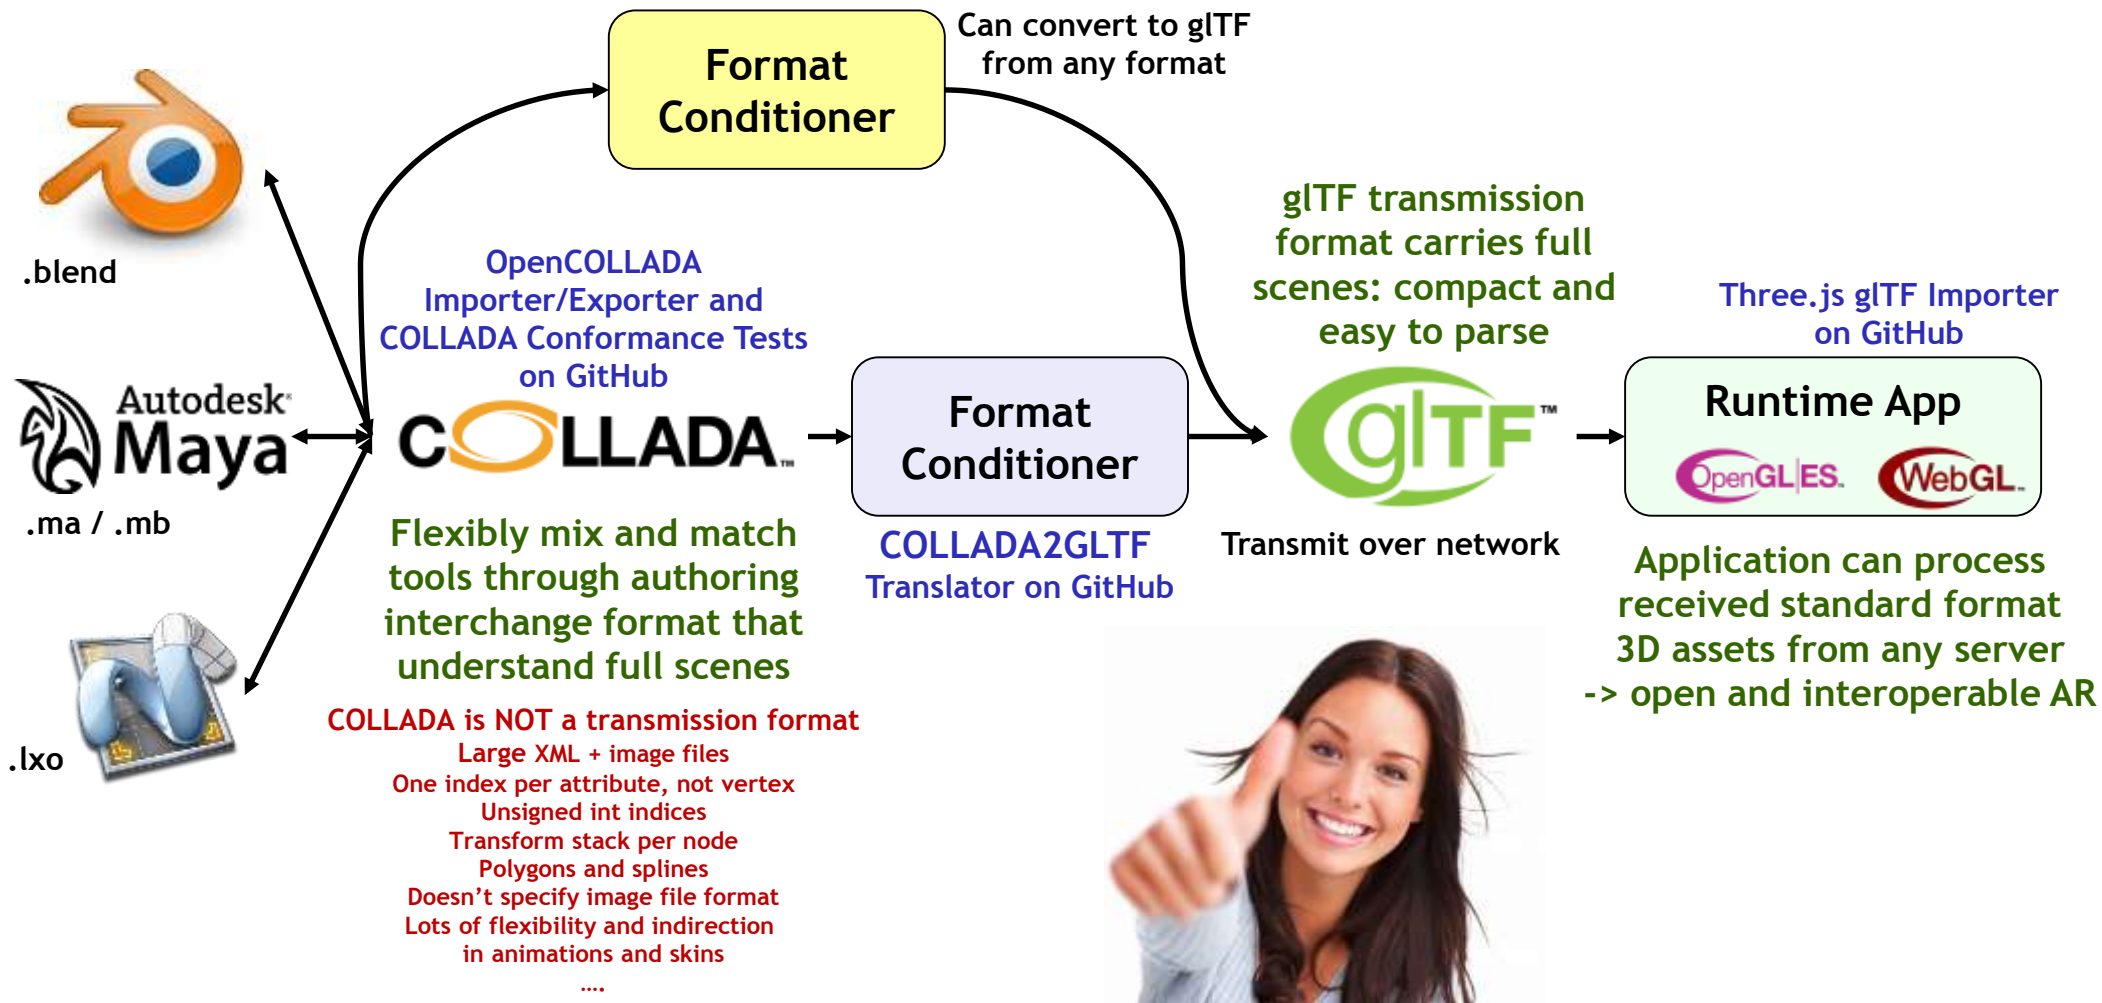 Format
Conditioner
Can convert to glTF
from any format
.blend
Autodesk®
Maya
.ma / .mb
.lxo
OpenCOLLADA
Importer/Exporter and
COLLADA Conformance Tests
on GitHub
COLLADA™
Flexibly mix and match
tools through authoring
interchange format that
understand full scenes
COLLADA is NOT a transmission format
Large XML + image files
One index per attribute, not vertex
Unsigned int indices
Transform stack per node
Polygons and splines
Doesn’t specify image file format
Lots of flexibility and indirection
in animations and skins
….
Format
Conditioner
COLLADA2GLTF
Translator on GitHub
glTF transmission
format carries full
scenes: compact and
easy to parse
glTF™
Transmit over network
Three.js glTF Importer
on GitHub
Runtime App
OpenGL|ES™
WebGL™
Application can process
received standard format
3D assets from any server
-> open and interoperable AR